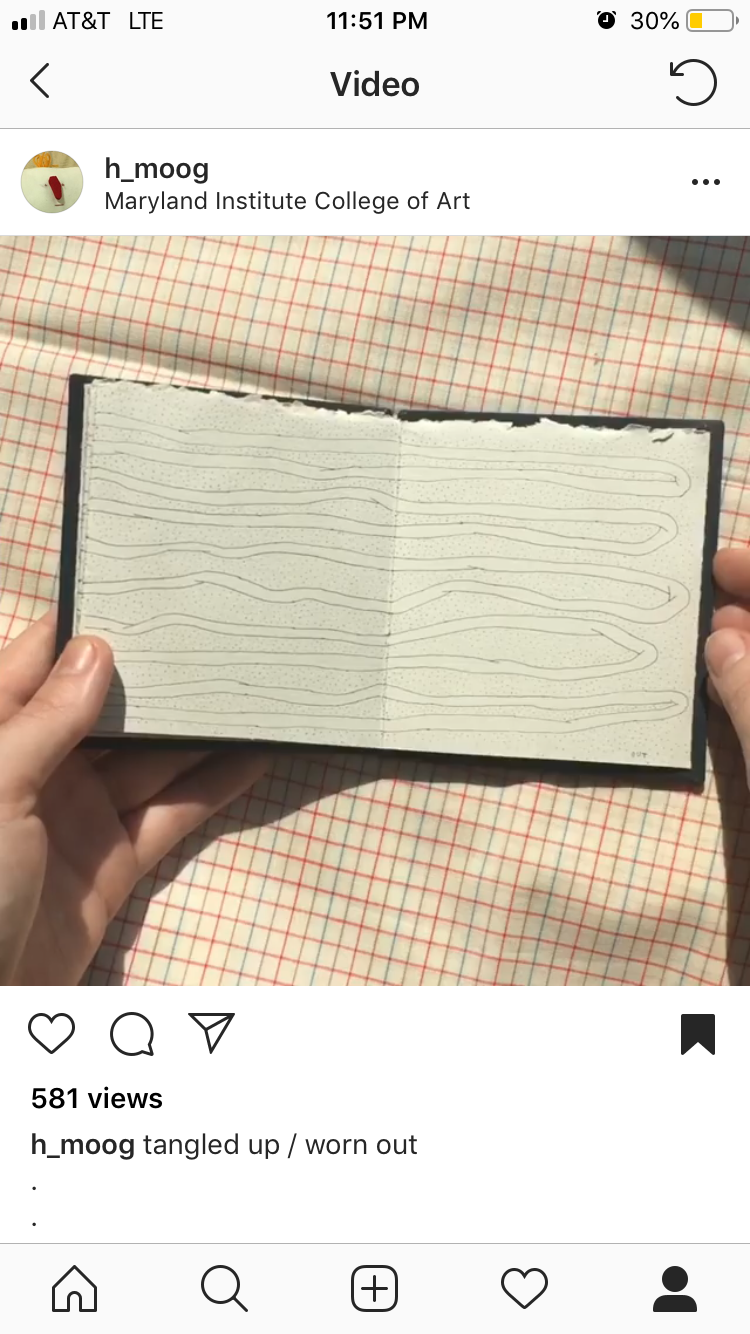 AT&T LTE 11:51 PM 30%
Video
h_moog
Maryland Institute College of Art
581 views
h_moog tangled up / worn out
.
.